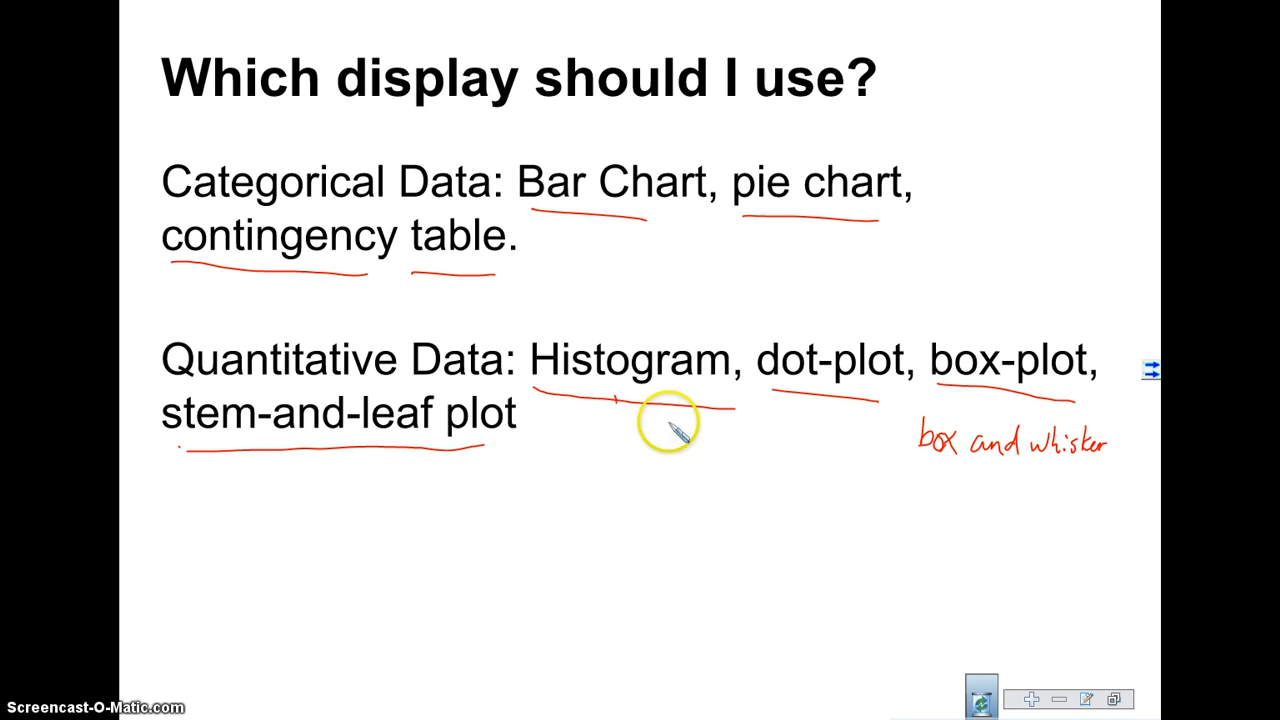 Which display should I use?
Categorical Data: Bar Chart, pie chart,
contingency table.
Quantitative Data: Histogram, dot-plot, box-plot,
stem-and-leaf plot
box and whisker
Screencast-O-Matic.com